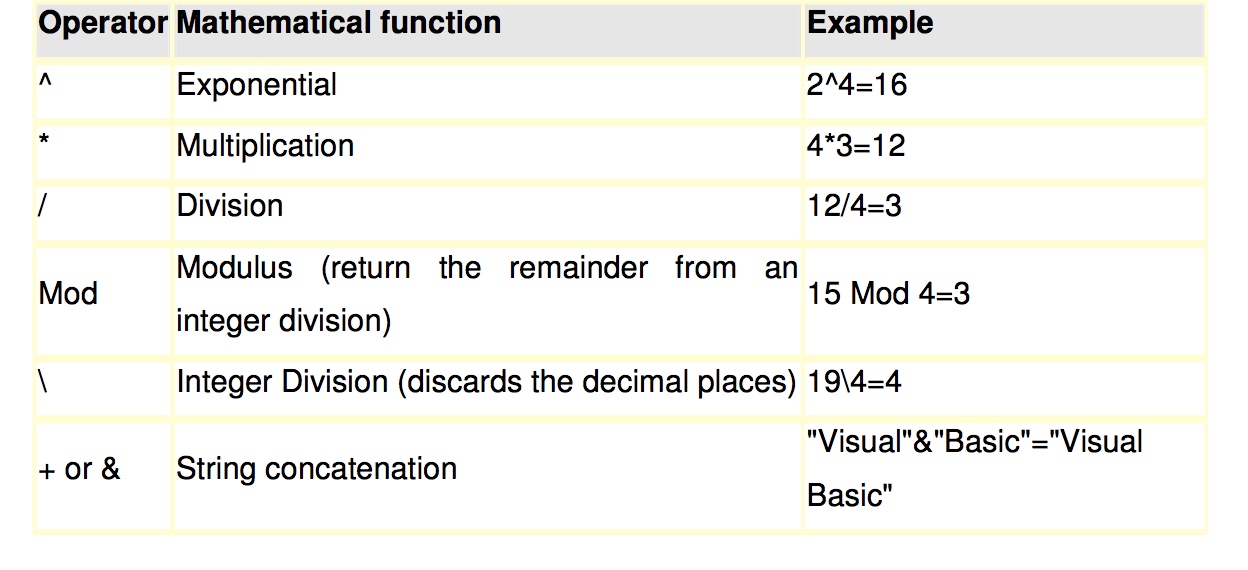 Operator Mathematical function Example
^ Exponential 2^4=16
* Multiplication 4*3=12
/ Division 12/4=3
Mod Modulus (return the remainder from an integer division) 15 Mod 4=3
\ Integer Division (discards the decimal places) 19\4=4
+ or & String concatenation "Visual"&"Basic"="Visual Basic"